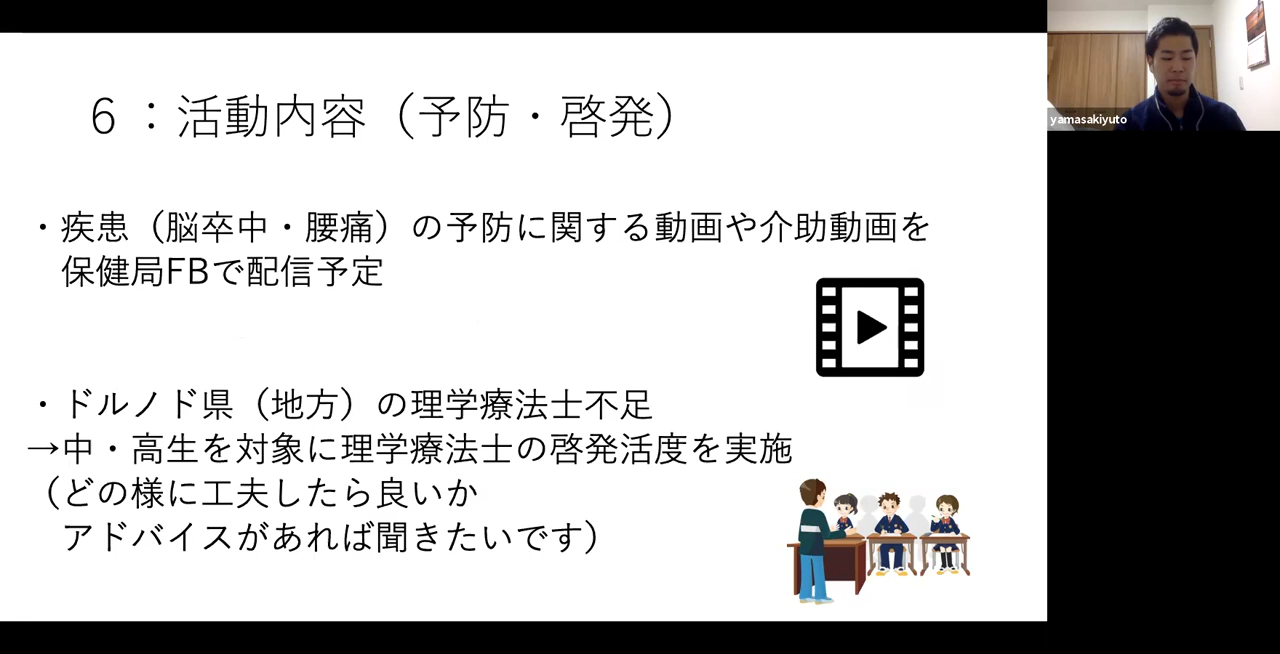 6：活動内容（予防・啓発）
・疾患（脳卒中・腰痛）の予防に関する動画や介助動画を
保健局FBで配信予定
・ドルノド県（地方）の理学療法士不足
→中・高生を対象に理学療法士の啓発活度を実施
（どの様に工夫したら良いか
アドバイスがあれば聞きたいです）
yamasakiyuto